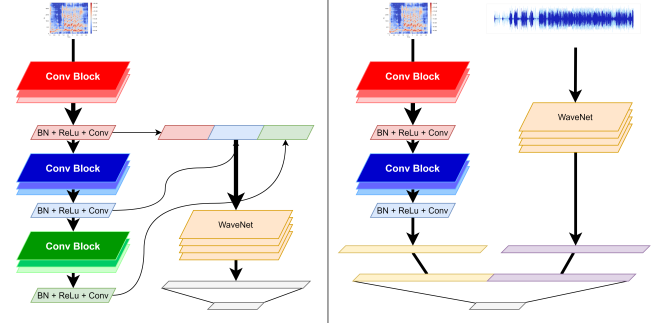 Conv Block
BN + ReLu + Conv
Conv Block
BN + ReLu + Conv
Conv Block
BN + ReLu + Conv
WaveNet
Conv Block
BN + ReLu + Conv
Conv Block
BN + ReLu + Conv
WaveNet